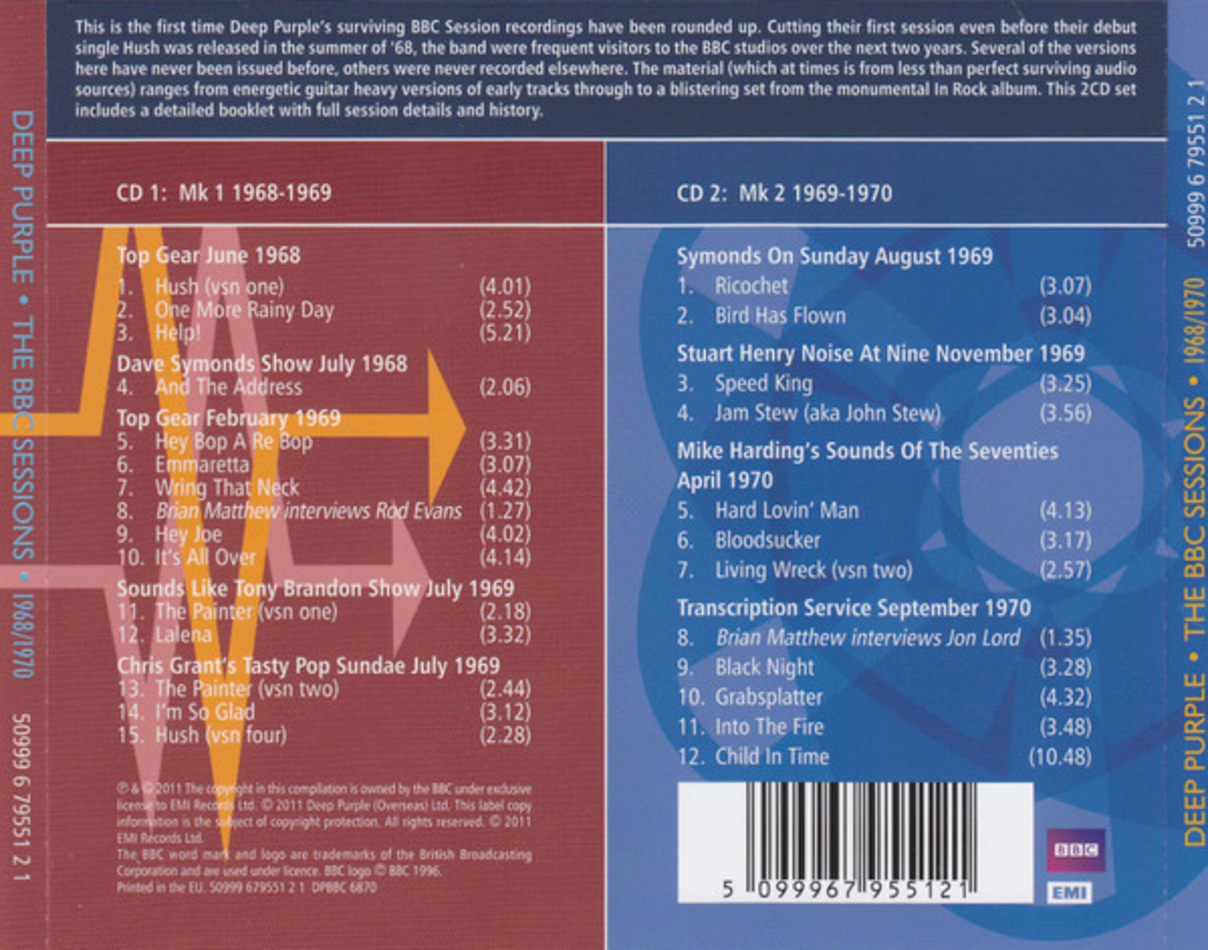 This is the first time Deep Purple's surviving BBC Session recordings have been rounded up. Cutting their first session even before their debut
single Hush was released in the summer of '68, the band were frequent visitors to the BBC studios over the next two years. Several of the versions
here have never been issued before, others were never recorded elsewhere. The material (which at times is from less than perfect surviving audio
sources) ranges from energetic guitar heavy versions of early tracks through to a blistering set from the monumental In Rock album. This 2CD set
includes a detailed booklet with full session details and history.
DEEP PURPLE • THE BBC SESSIONS • 1968/1970 50999 6 79551 2 1
CD 1: Mk 1 1968-1969
Top Gear June 1968
1. Hush (vsn one) (4.01)
2. One More Rainy Day (2.52)
3. Help! (5.21)
Dave Symonds Show July 1968
4. And The Address (2.06)
Top Gear February 1969
5. Hey Bop A Re Bop (3.31)
6. Emmaretta (3.07)
7. Wring That Neck (4.42)
8. Brian Matthew interviews Rod Evans (1.27)
9. Hey Joe (4.02)
10. It's All Over (4.14)
Sounds Like Tony Brandon Show July 1969
11. The Painter (vsn one) (2.18)
12. Lalena (3.32)
Chris Grant's Tasty Pop Sundae July 1969
13. The Painter (vsn two) (2.44)
14. I'm So Glad (3.12)
15. Hush (vsn four) (2.28)
℗ & © 2011 The copyright in this compilation is owned by the BBC under exclusive
license to EMI Records Ltd. © 2011 Deep Purple (Overseas) Ltd. This label copy
information is the subject of copyright protection. All rights reserved. © 2011
EMI Records Ltd.
The BBC word mark and logo are trademarks of the British Broadcasting
Corporation and are used under licence. BBC logo © BBC 1996.
Printed in the EU. 50999 679551 2 1 DPBBC 6870
CD 2: Mk 2 1969-1970
Symonds On Sunday August 1969
1. Ricochet (3.07)
2. Bird Has Flown (3.04)
Stuart Henry Noise At Nine November 1969
3. Speed King (3.25)
4. Jam Stew (aka John Stew) (3.56)
Mike Harding's Sounds Of The Seventies
April 1970
5. Hard Lovin' Man (4.13)
6. Bloodsucker (3.17)
7. Living Wreck (vsn two) (2.57)
Transcription Service September 1970
8. Brian Matthew interviews Jon Lord (1.35)
9. Black Night (3.28)
10. Grabsplatter (4.32)
11. Into The Fire (3.48)
12. Child In Time (10.48)
5 099967 955121
BBC
EMI
DEEP PURPLE • THE BBC SESSIONS • 1968/1970 50999 6 79551 2 1